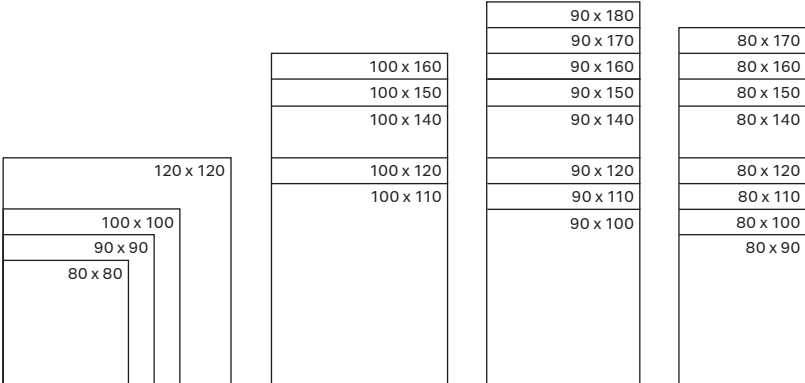 120 x 120
100 x 100
90 x 90
80 x 80
100 x 160
100 x 150
100 x 140
100 x 120
100 x 110
90 x 180
90 x 170
90 x 160
90 x 150
90 x 140
90 x 120
90 x 110
90 x 100
80 x 170
80 x 160
80 x 150
80 x 140
80 x 120
80 x 110
80 x 100
80 x 90